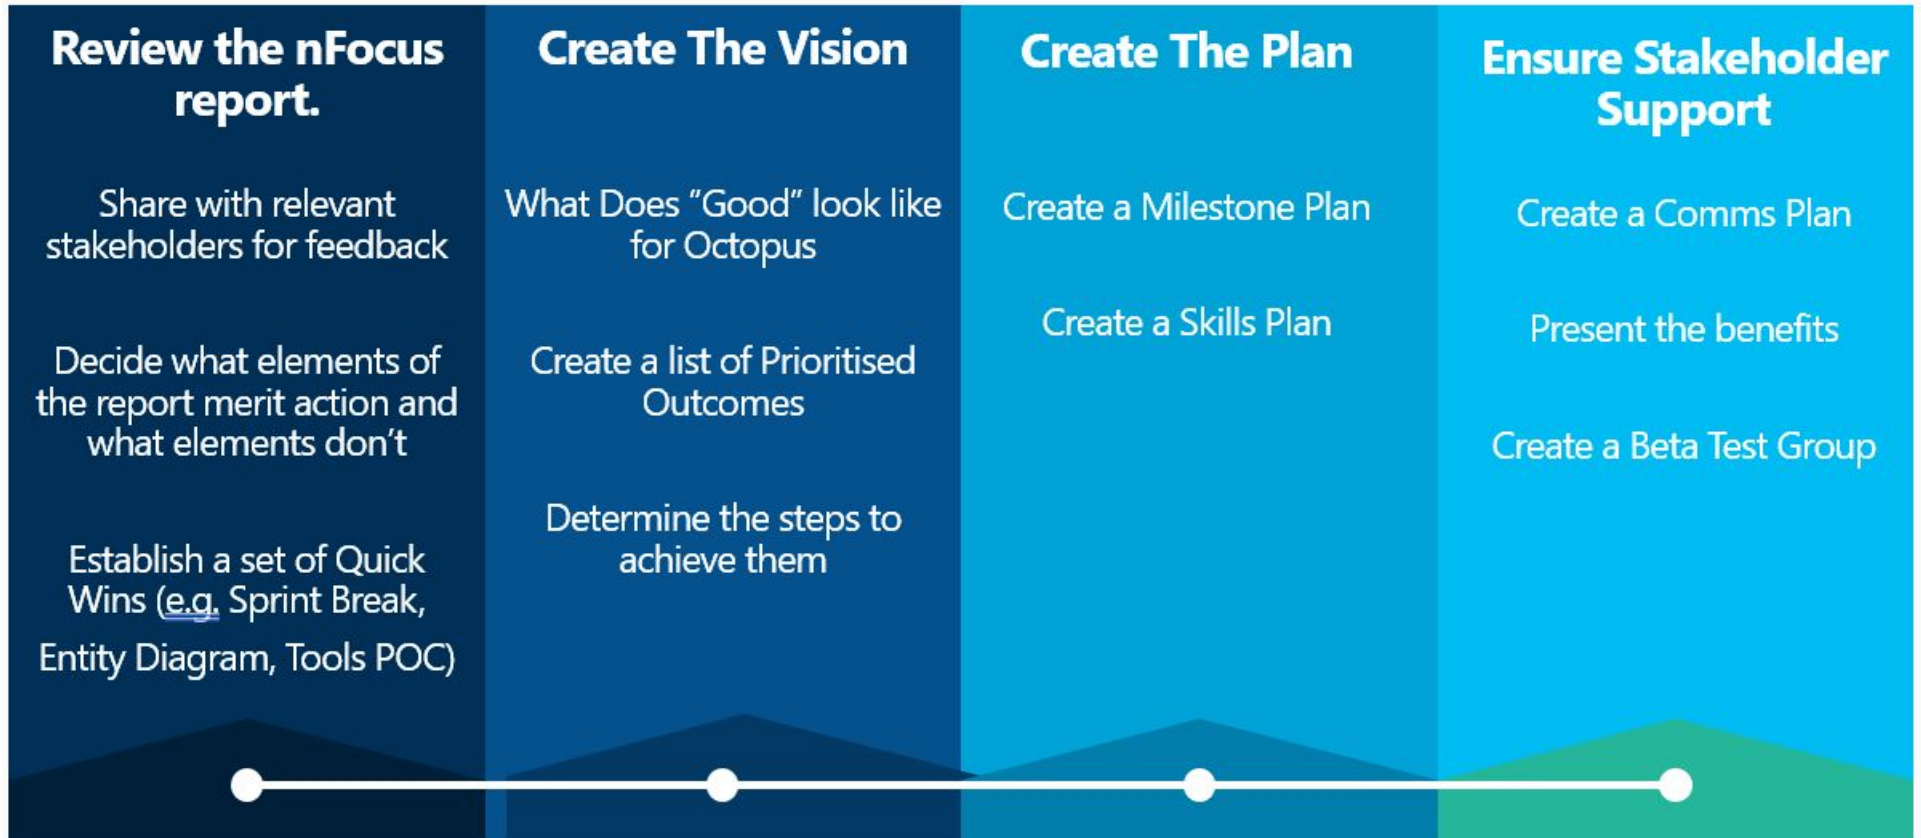 Review the nFocus
report.
Share with relevant
stakeholders for feedback
Decide what elements of
the report merit action and
what elements don’t
Establish a set of Quick
Wins (e.g. Sprint Break,
Entity Diagram, Tools POC)
Create The Vision
What Does “Good” look like
for Octopus
Create a list of Prioritised
Outcomes
Determine the steps to
achieve them
Create The Plan
Create a Milestone Plan
Create a Skills Plan
Ensure Stakeholder
Support
Create a Comms Plan
Present the benefits
Create a Beta Test Group